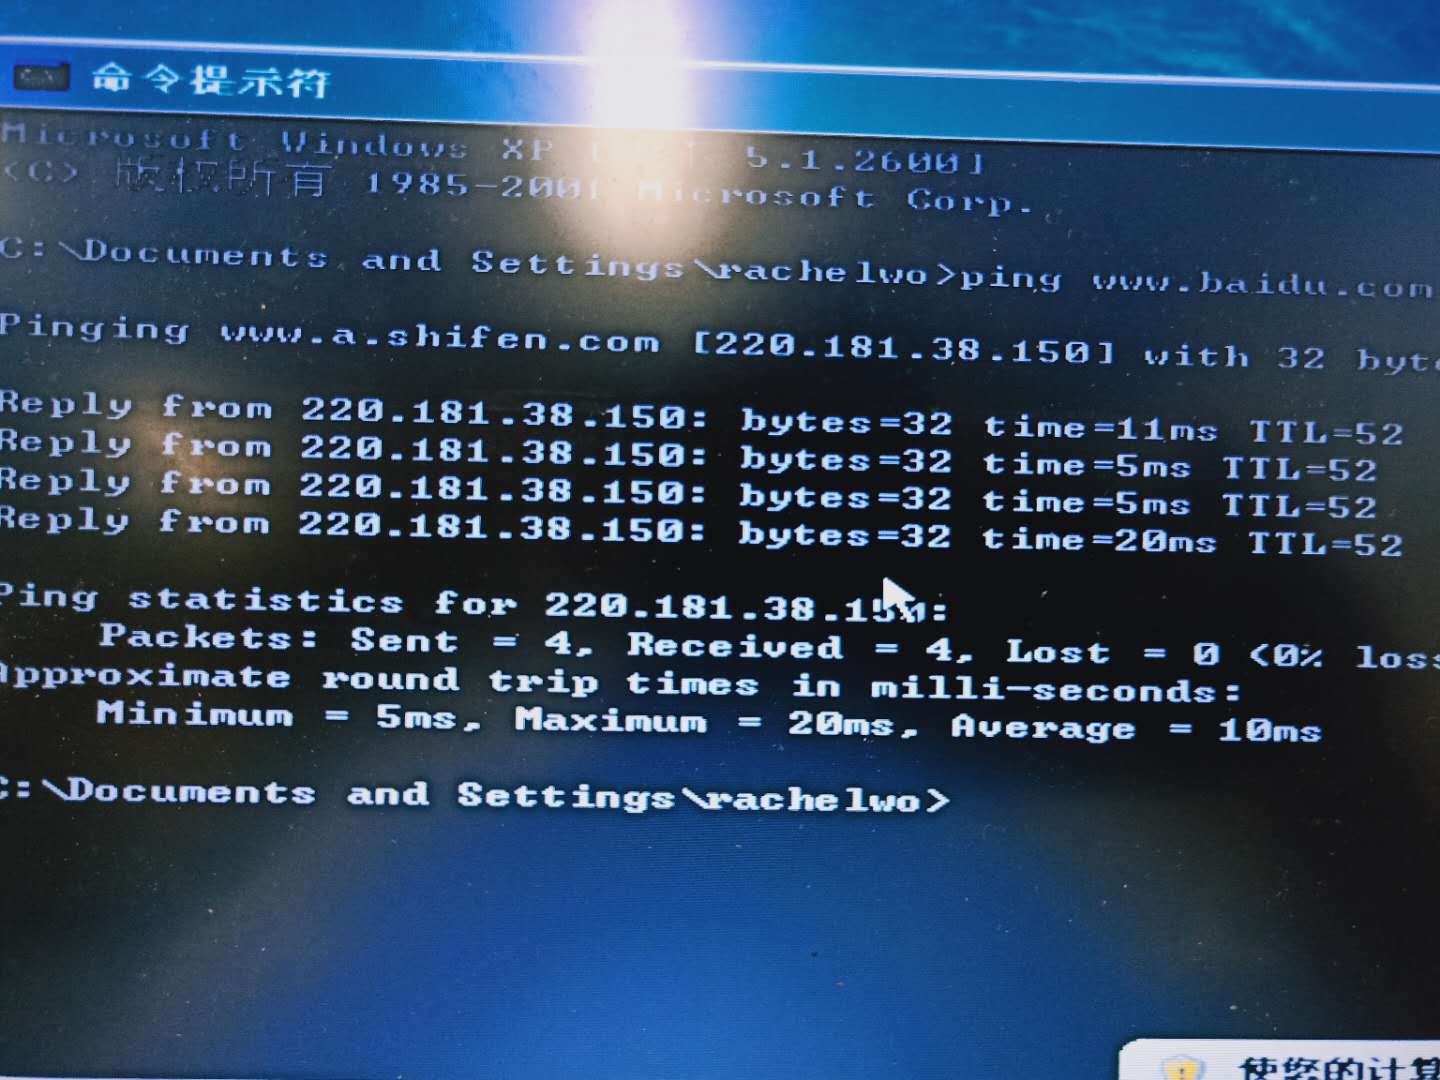 命令提示符
Microsoft Windows XP 5.1.2600]
<C> 版权所有 1985-2001 Microsoft Corp.
C:\Documents and Settings\rachelwo>ping www.baidu.com
Pinging www.a.shifen.com [220.181.38.150] with 32 byte
Reply from 220.181.38.150: bytes=32 time=11ms TTL=52
Reply from 220.181.38.150: bytes=32 time=5ms TTL=52
Reply from 220.181.38.150: bytes=32 time=5ms TTL=52
Reply from 220.181.38.150: bytes=32 time=20ms TTL=52
Ping statistics for 220.181.38.150:
Packets: Sent = 4, Received = 4, Lost = 0 <0% loss
Approximate round trip times in milli-seconds:
Minimum = 5ms, Maximum = 20ms, Average = 10ms
C:\Documents and Settings\rachelwo>
使您的计算